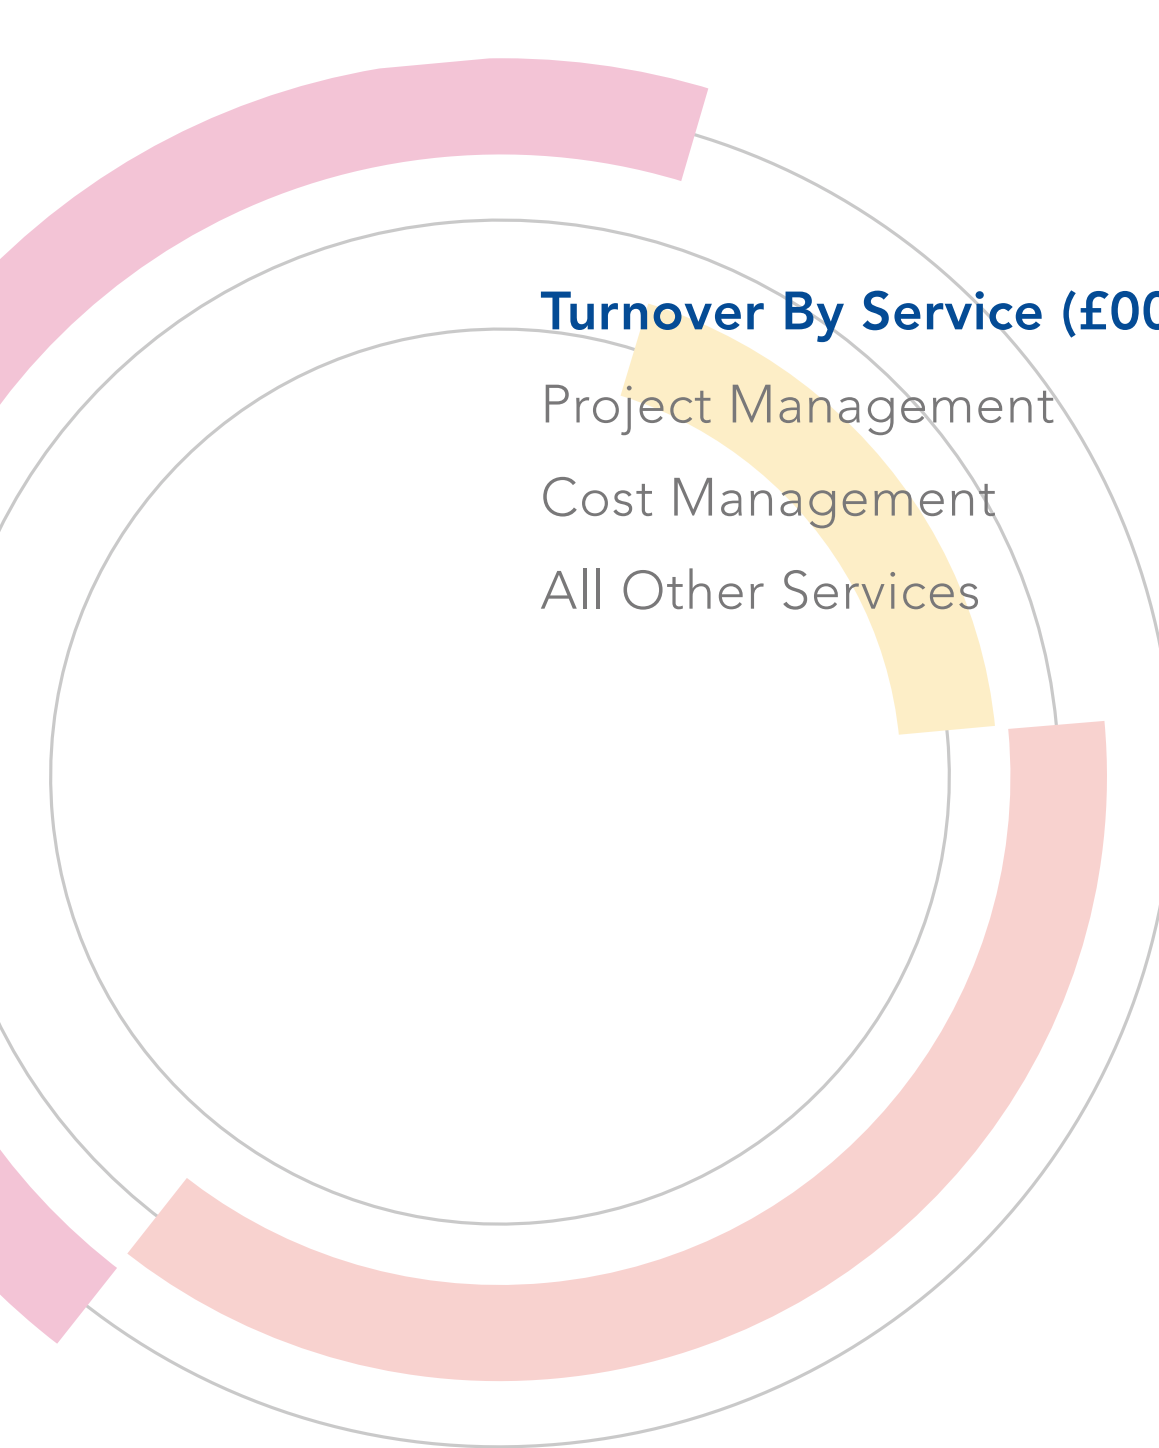 Turnover By Service (£00
Project Management
Cost Management
All Other Services